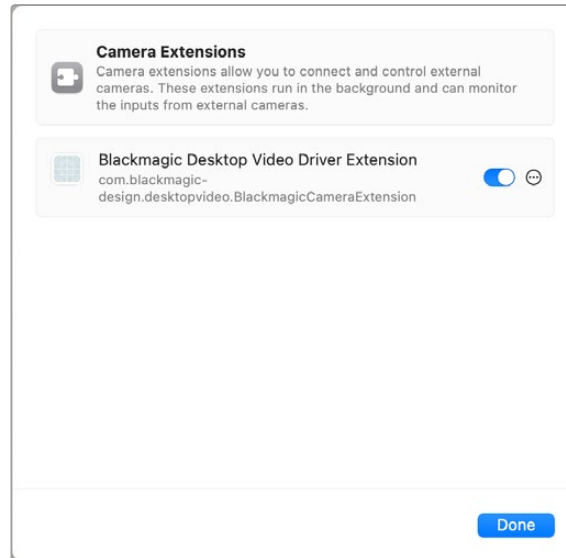 Camera Extensions
Camera extensions allow you to connect and control external
cameras. These extensions run in the background and can monitor
the inputs from external cameras.
Blackmagic Desktop Video Driver Extension
com.blackmagic-
design.desktopvideo.BlackmagicCameraExtension
Done